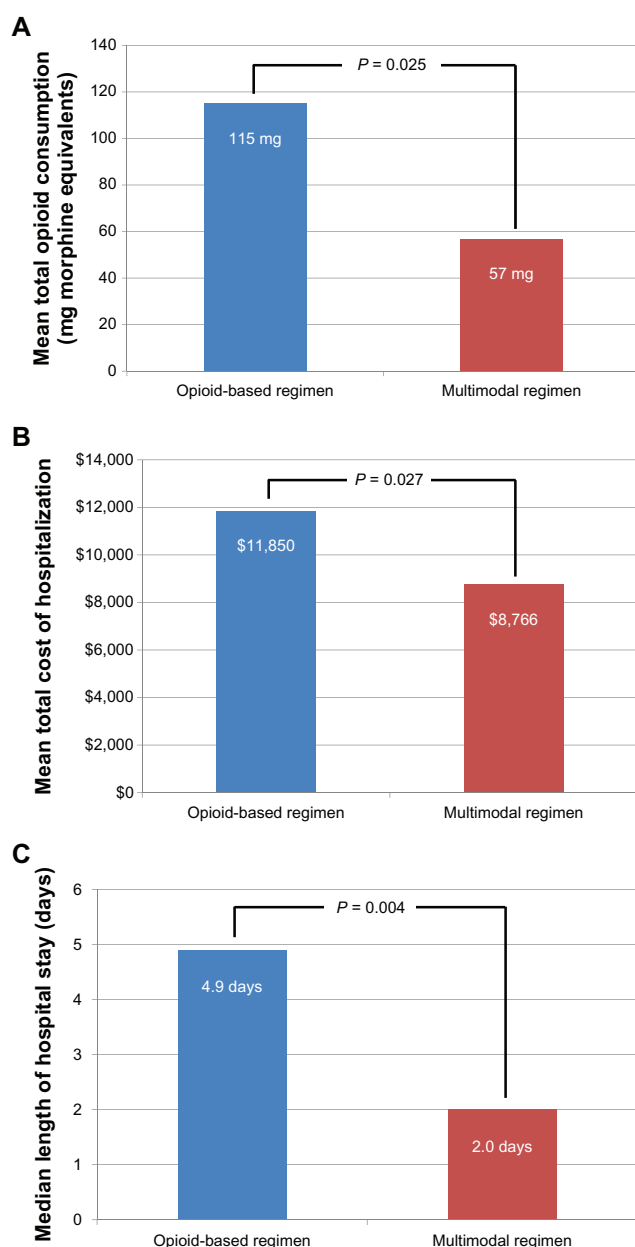 A
Mean total opioid consumption
(mg morphine equivalents)
140
120
100
80
60
40
20
0
P = 0.025
115 mg
57 mg
Opioid-based regimen
Multimodal regimen
B
Mean total cost of hospitalization
$14,000
$12,000
$10,000
$8,000
$6,000
$4,000
$2,000
$0
P = 0.027
$11,850
$8,766
Opioid-based regimen
Multimodal regimen
C
Median length of hospital stay (days)
6
5
4
3
2
1
0
P = 0.004
4.9 days
2.0 days
Opioid-based regimen
Multimodal regimen